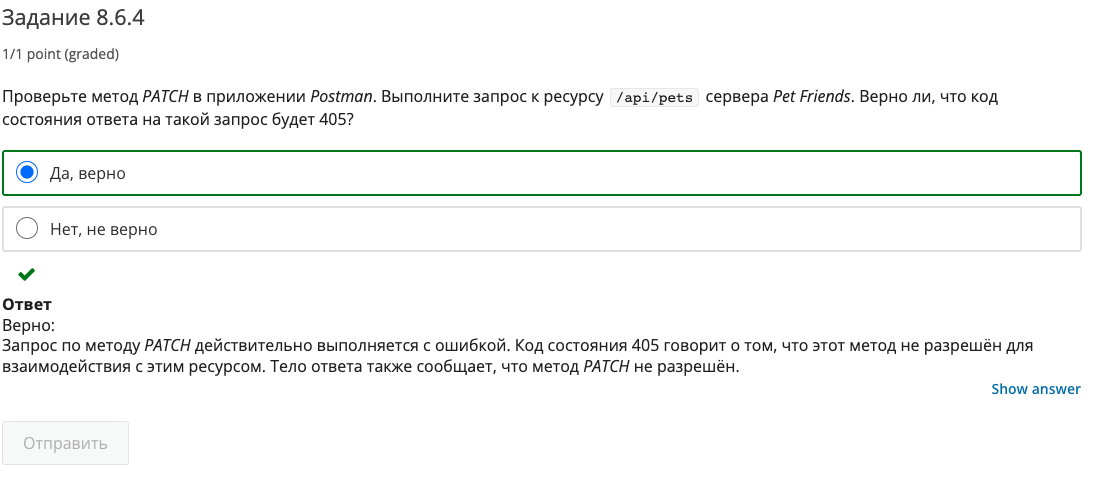 Задание 8.6.4
1/1 point (graded)
Проверьте метод PATCH в приложении Postman. Выполните запрос к ресурсу /api/pets сервера Pet Friends. Верно ли, что код
состояния ответа на такой запрос будет 405?
Да, верно
Нет, не верно
Ответ
Верно:
Запрос по методу PATCH действительно выполняется с ошибкой. Код состояния 405 говорит о том, что этот метод не разрешён для
взаимодействия с этим ресурсом. Тело ответа также сообщает, что метод PATCH не разрешён.
Show answer
Отправить